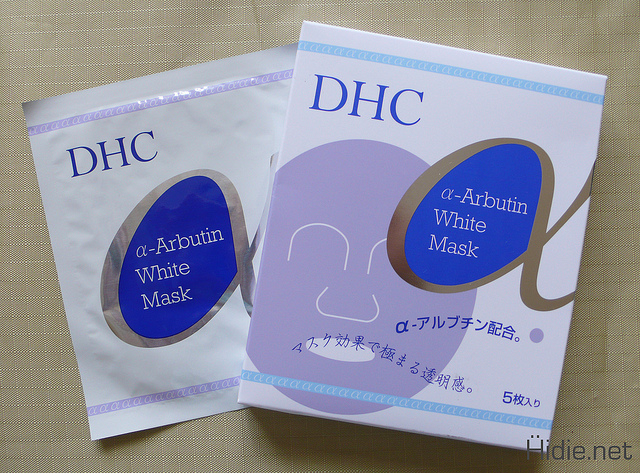 DHC
α-Arbutin
White
Mask
DHC
α-Arbutin
White
Mask
α-アルブチン配合。
マスク効果で極まる透明感。
5枚入り
Hidie.net